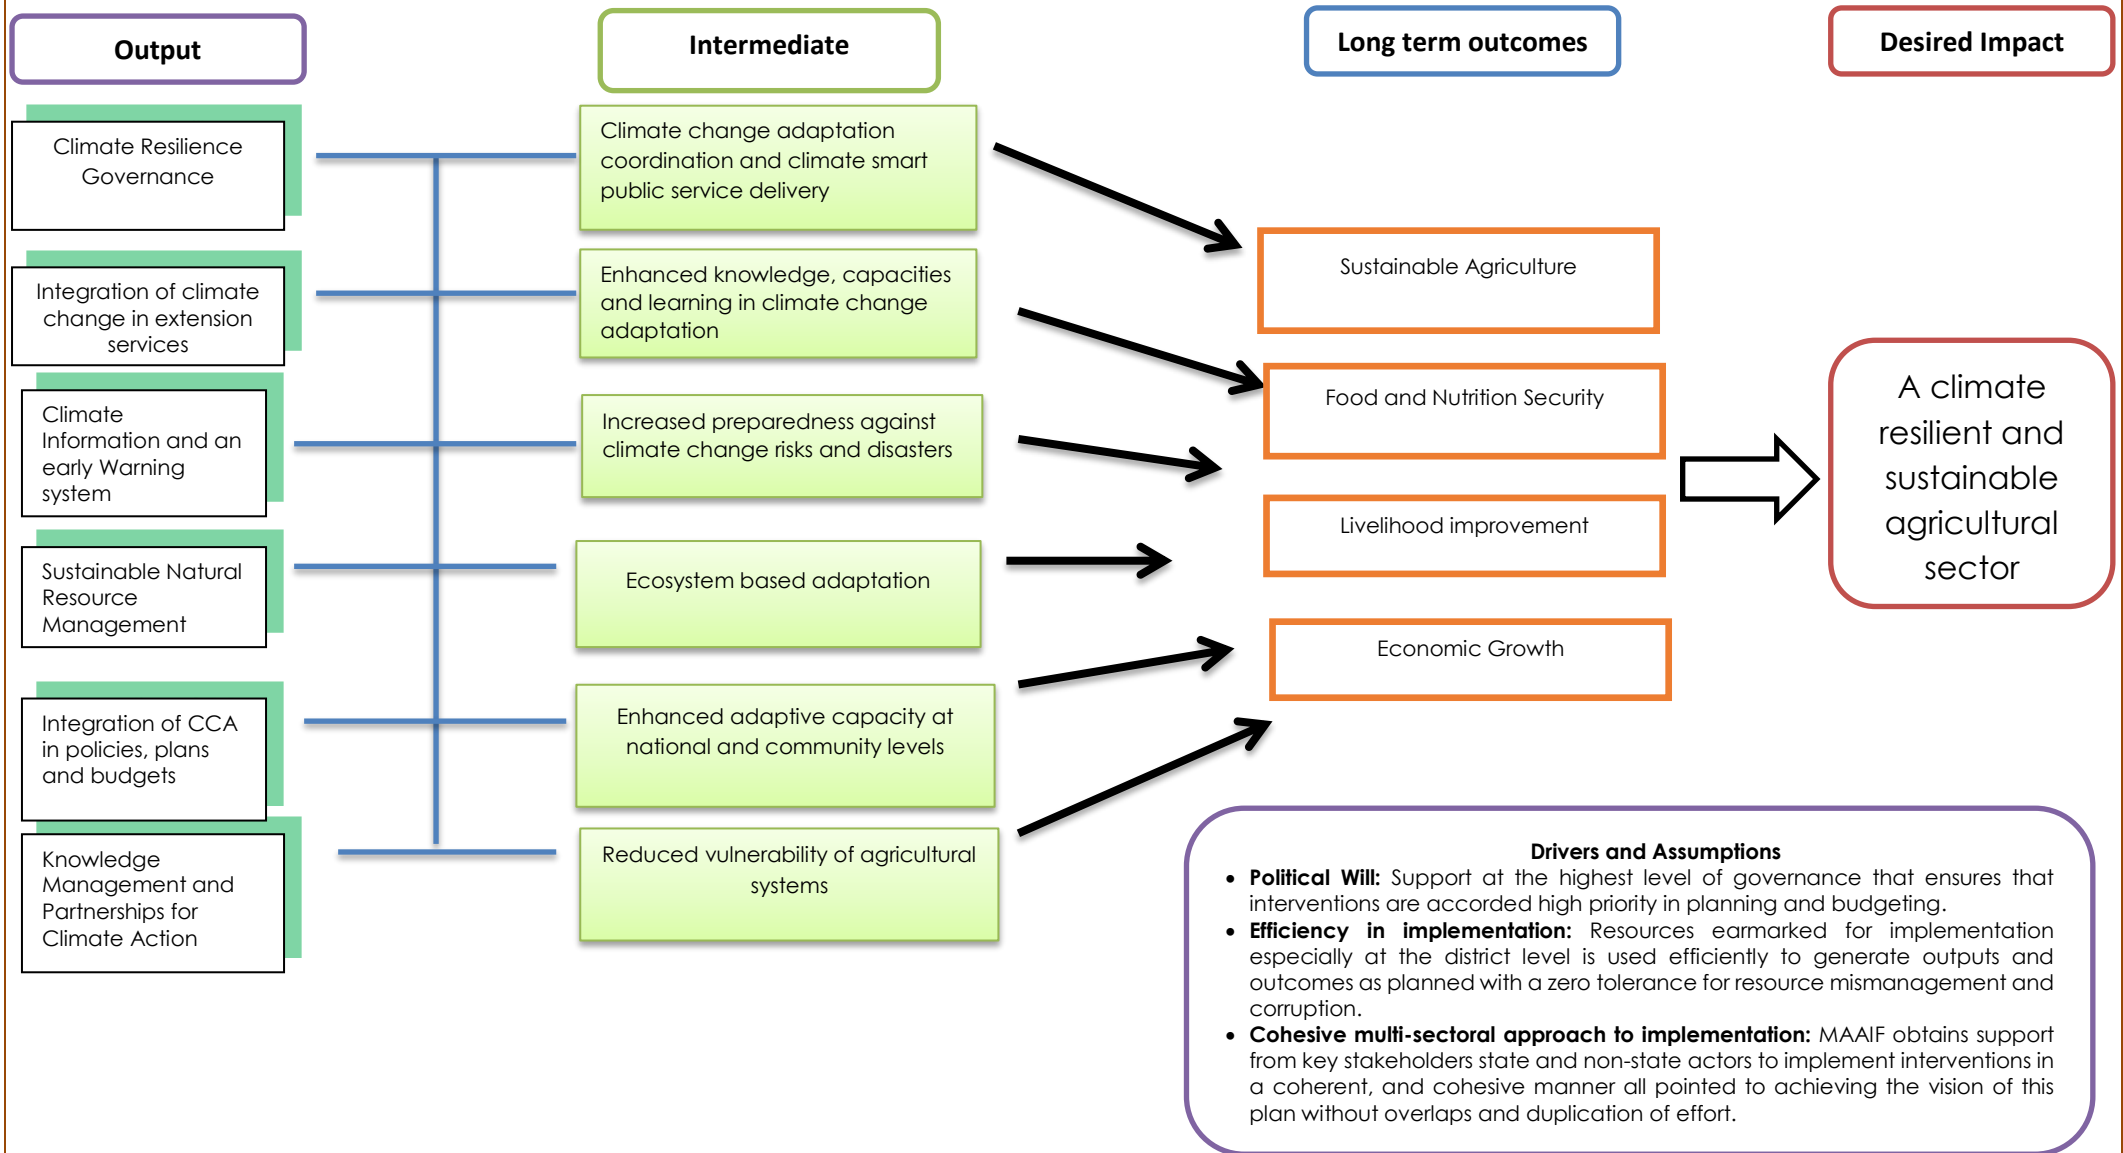 Output
Intermediate
Long term outcomes
Desired Impact
Climate Resilience
Governance
Integration of climate
change in extension
services
Climate
Information and an
early Warning
system
Sustainable Natural
Resource
Management
Integration of CCA
in policies, plans
and budgets
Knowledge
Management and
Partnerships for
Climate Action
Climate change adaptation
coordination and climate smart
public service delivery
Enhanced knowledge, capacities
and learning in climate change
adaptation
Increased preparedness against
climate change risks and disasters
Ecosystem based adaptation
Enhanced adaptive capacity at
national and community levels
Reduced vulnerability of agricultural
systems
Sustainable Agriculture
Food and Nutrition Security
Livelihood improvement
Economic Growth
A climate
resilient and
sustainable
agricultural
sector
Drivers and Assumptions
• Political Will: Support at the highest level of governance that ensures that
interventions are accorded high priority in planning and budgeting.
• Efficiency in implementation: Resources earmarked for implementation
especially at the district level is used efficiently to generate outputs and
outcomes as planned with a zero tolerance for resource mismanagement and
corruption.
• Cohesive multi-sectoral approach to implementation: MAAIF obtains support
from key stakeholders state and non-state actors to implement interventions in
a coherent, and cohesive manner all pointed to achieving the vision of this
plan without overlaps and duplication of effort.